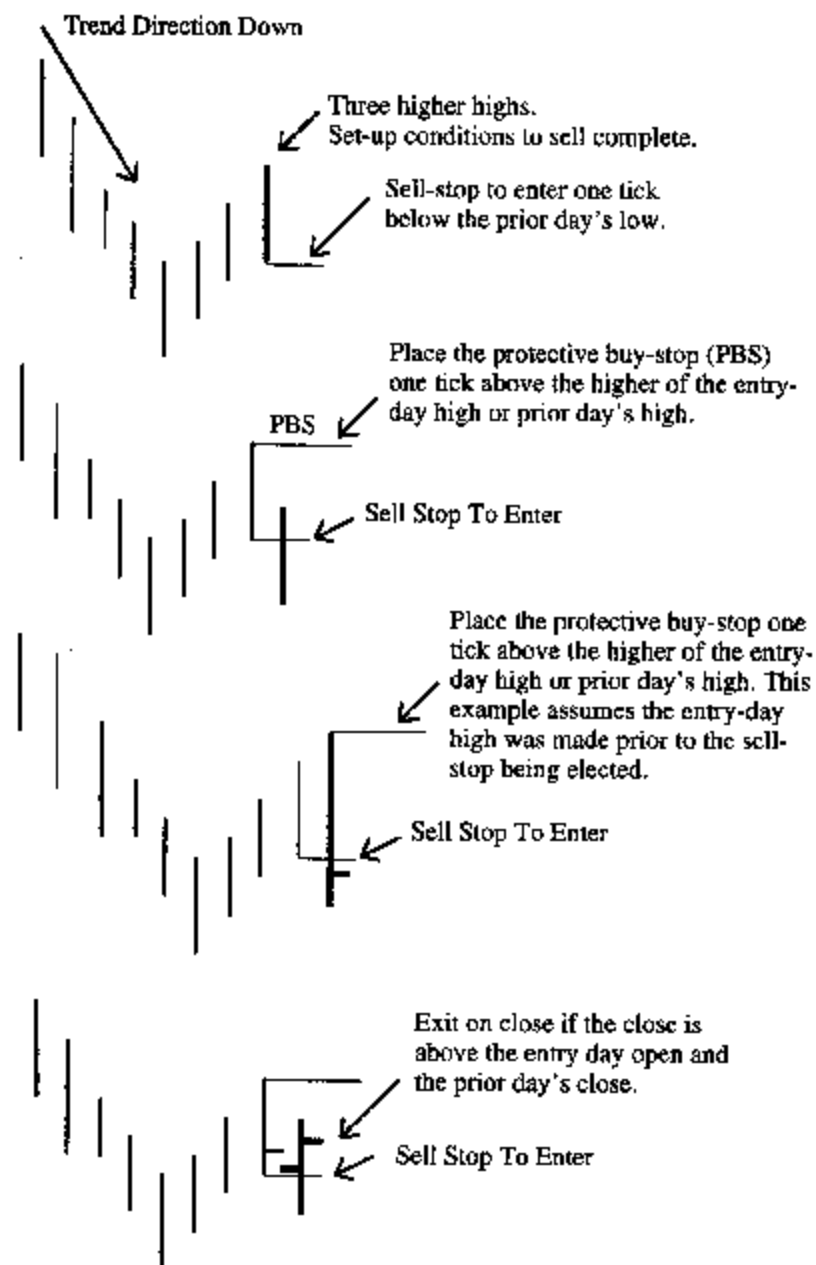 Trend Direction Down
Three higher highs.
Set-up conditions to sell complete.
Sell-stop to enter one tick
below the prior day's low.
Place the protective buy-stop (PBS)
one tick above the higher of the entry-
day high or prior day's high.
PBS
Sell Stop To Enter
Place the protective buy-stop one
tick above the higher of the entry-
day high or prior day's high. This
example assumes the entry-day
high was made prior to the sell-
stop being elected.
Sell Stop To Enter
Exit on close if the close is
above the entry day open and
the prior day's close.
Sell Stop To Enter